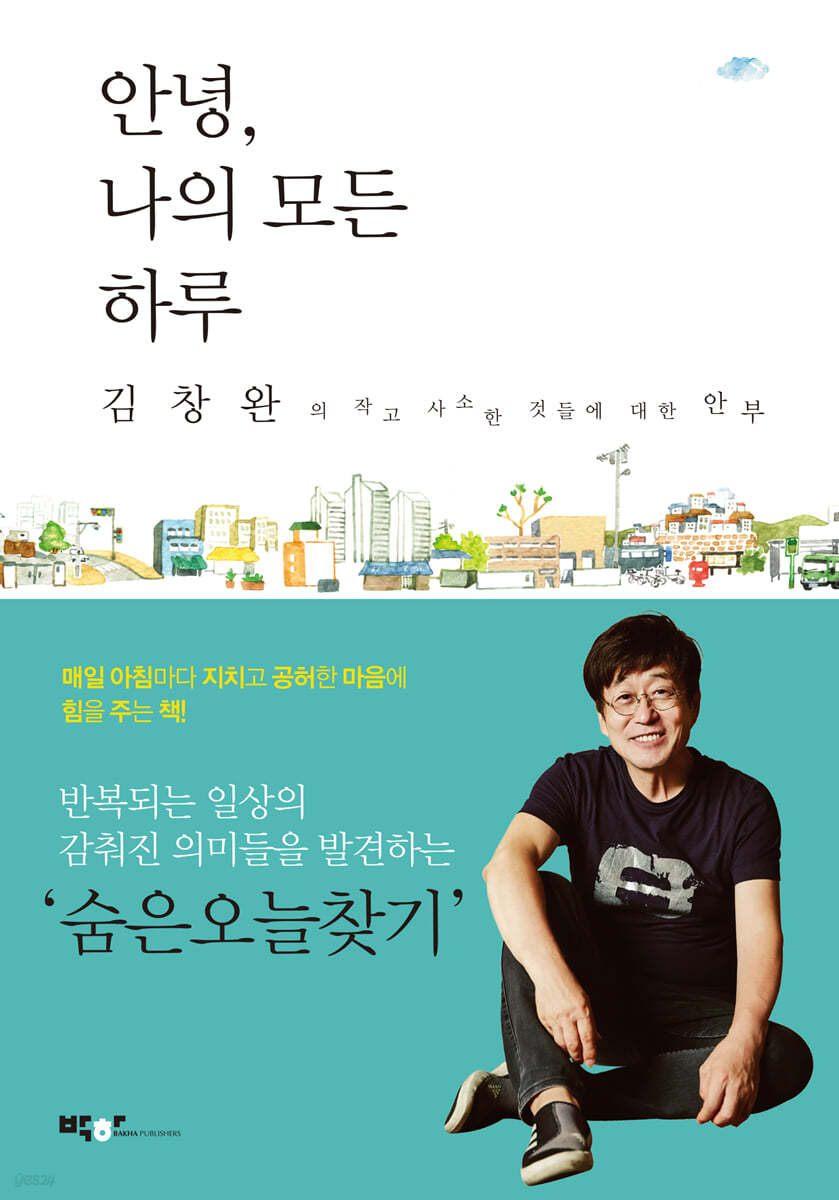 안녕,
나의 모든
하루
김창완의 작고 사소한 것들에 대한 안부
매일 아침마다 지치고 공허한 마음에
힘을 주는 책!
반복되는 일상의
감춰진 의미들을 발견하는
‘숨은오늘찾기’
박하 BAKHA PUBLISHERS
yes24